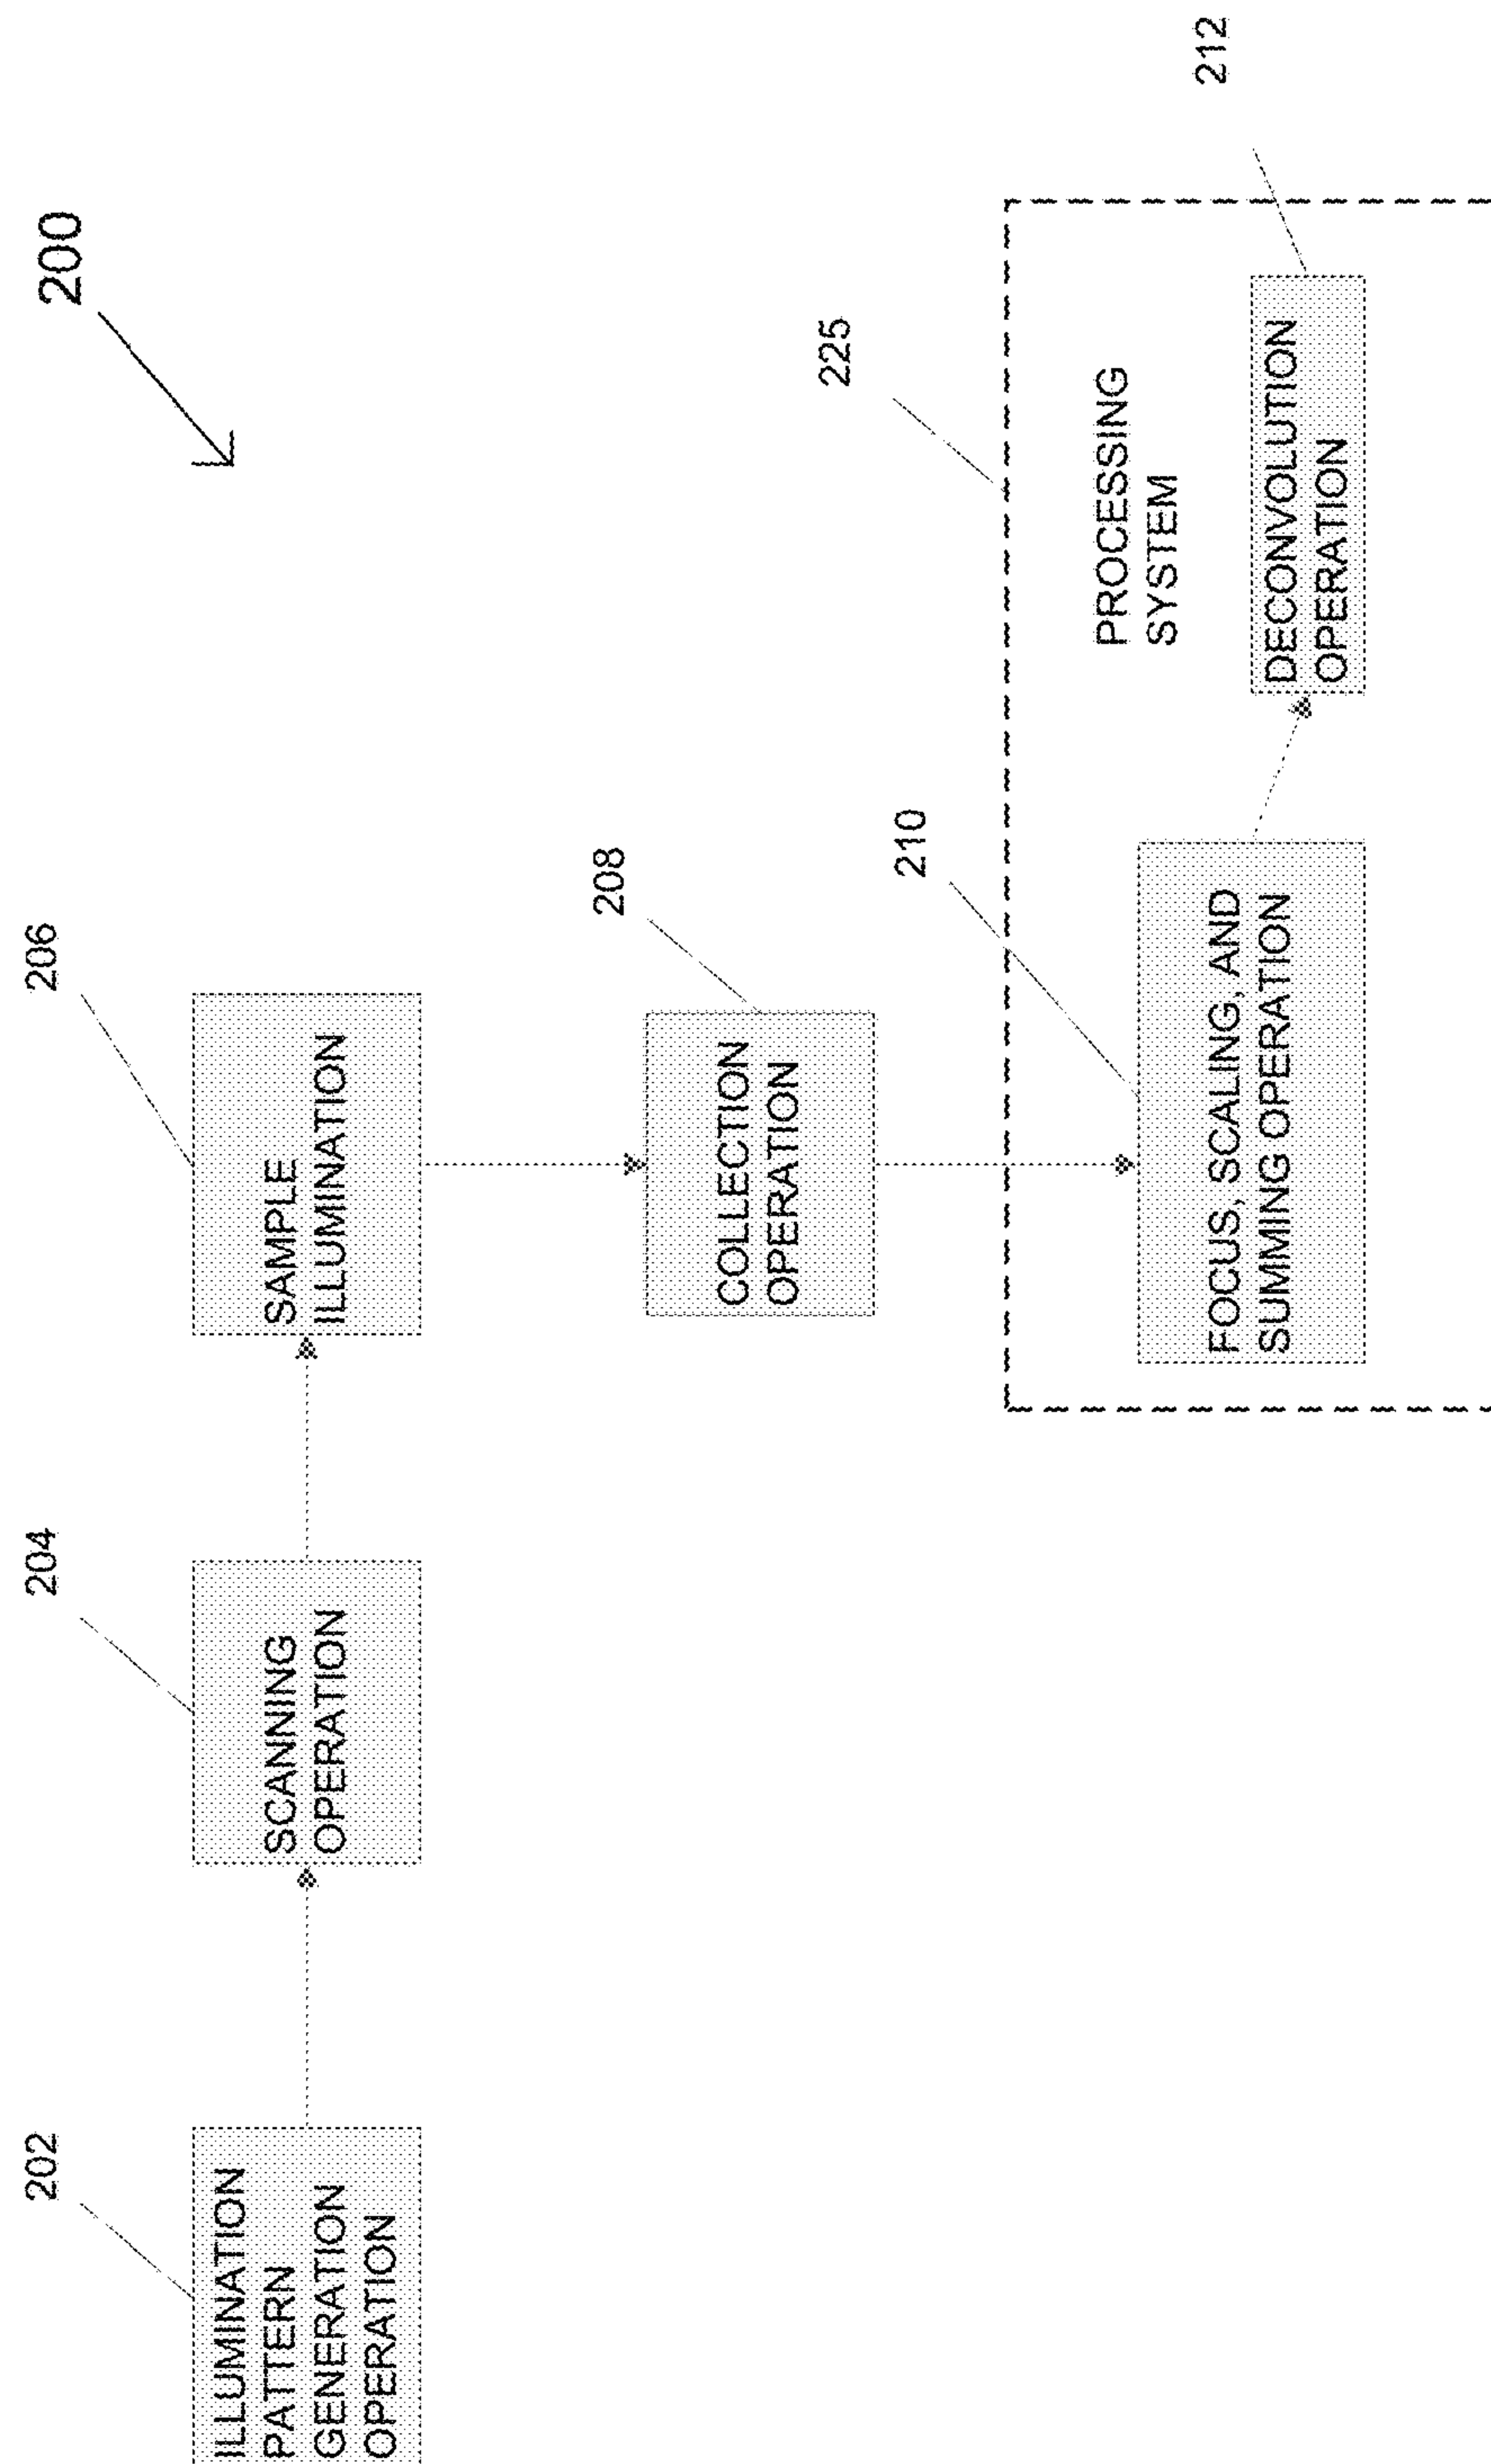 200
202
ILLUMINATION
PATTERN
GENERATION
OPERATION
204
SCANNING
OPERATION
206
SAMPLE
ILLUMINATION
208
COLLECTION
OPERATION
225
PROCESSING
SYSTEM
210
FOCUS, SCALING, AND
SUMMING OPERATION
212
DECONVOLUTION
OPERATION